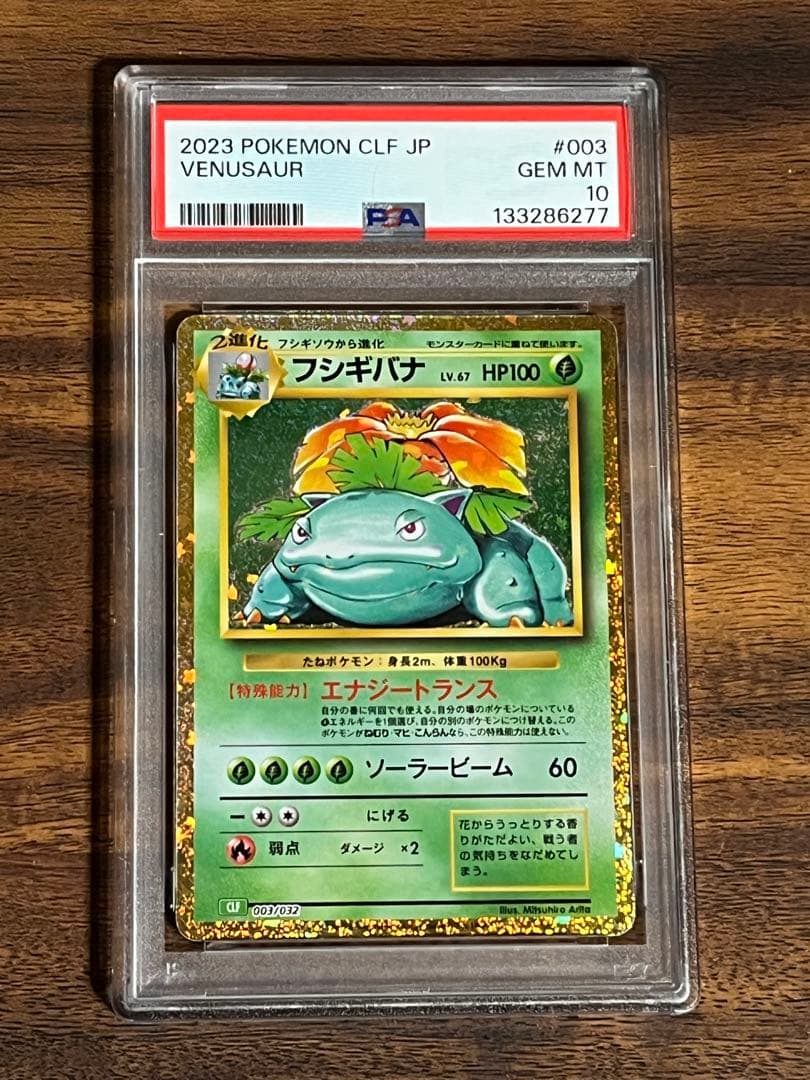 2023 POKEMON CLF JP #003
VENUSAUR GEM MT
10
PSA 133286277
2進化 フシギソウから進化 モンスターカードに重ねて使います。
フシギバナ LV.67 HP100
たねポケモン：身長2m、体重100Kg
【特殊能力】エナジートランス
自分の番に何回でも使える。自分の場のポケモンについている
エネルギーを1個選び、自分の別のポケモンにつけ替える。この
ポケモンがねむり・マヒ・こんらんなら、この特殊能力は使えない。
ソーラービーム 60
ー にげる
弱点 ダメージ ×2
花からうっとりする香
りがただよい、戦う者
の気持ちをなだめてし
まう。
CLF 003/032 Illus. Mitsuhiro Arita